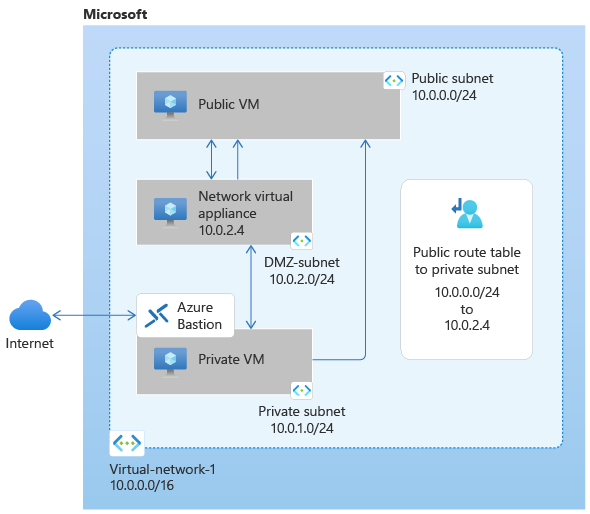 Microsoft
Public subnet
10.0.0.0/24
Public VM
Network virtual
appliance
10.0.2.4
DMZ-subnet
10.0.2.0/24
Public route table
to private subnet
10.0.0.0/24
to
10.0.2.4
Internet
Azure
Bastion
Private VM
Private subnet
10.0.1.0/24
Virtual-network-1
10.0.0.0/16